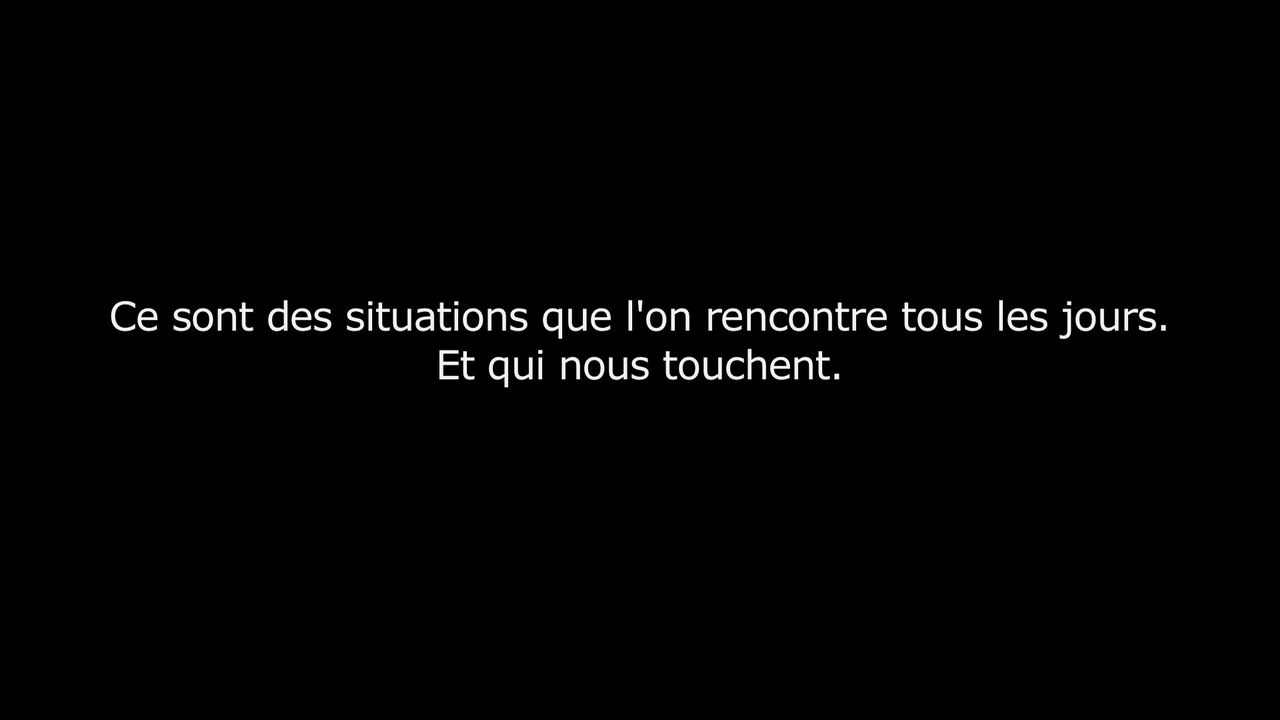 Ce sont des situations que l'on rencontre tous les jours.
Et qui nous touchent.